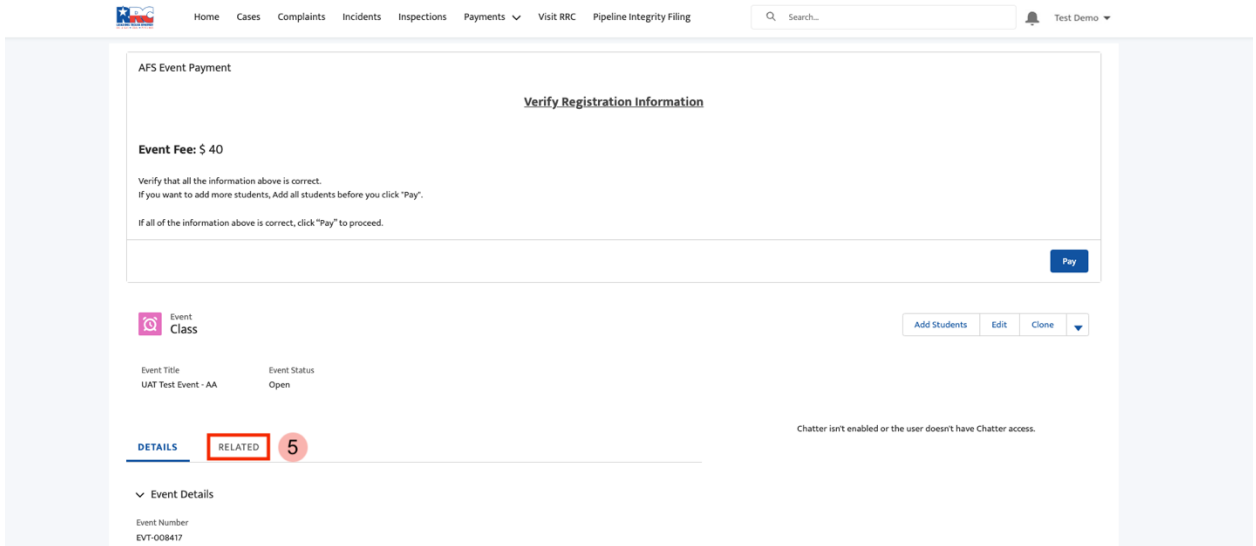 RRC
Home Cases Complaints Incidents Inspections Payments Visit RRC Pipeline Integrity Filing Search... Test Demo
AFS Event Payment
Verify Registration Information
Event Fee: $ 40
Verify that all the information above is correct.
If you want to add more students, Add all students before you click "Pay".
If all of the information above is correct, click “Pay” to proceed.
Pay
Event
Class
Add Students Edit Clone
Event Title Event Status
UAT Test Event - AA Open
Chatter isn't enabled or the user doesn't have Chatter access.
DETAILS RELATED 5
Event Details
Event Number
EVT-008417